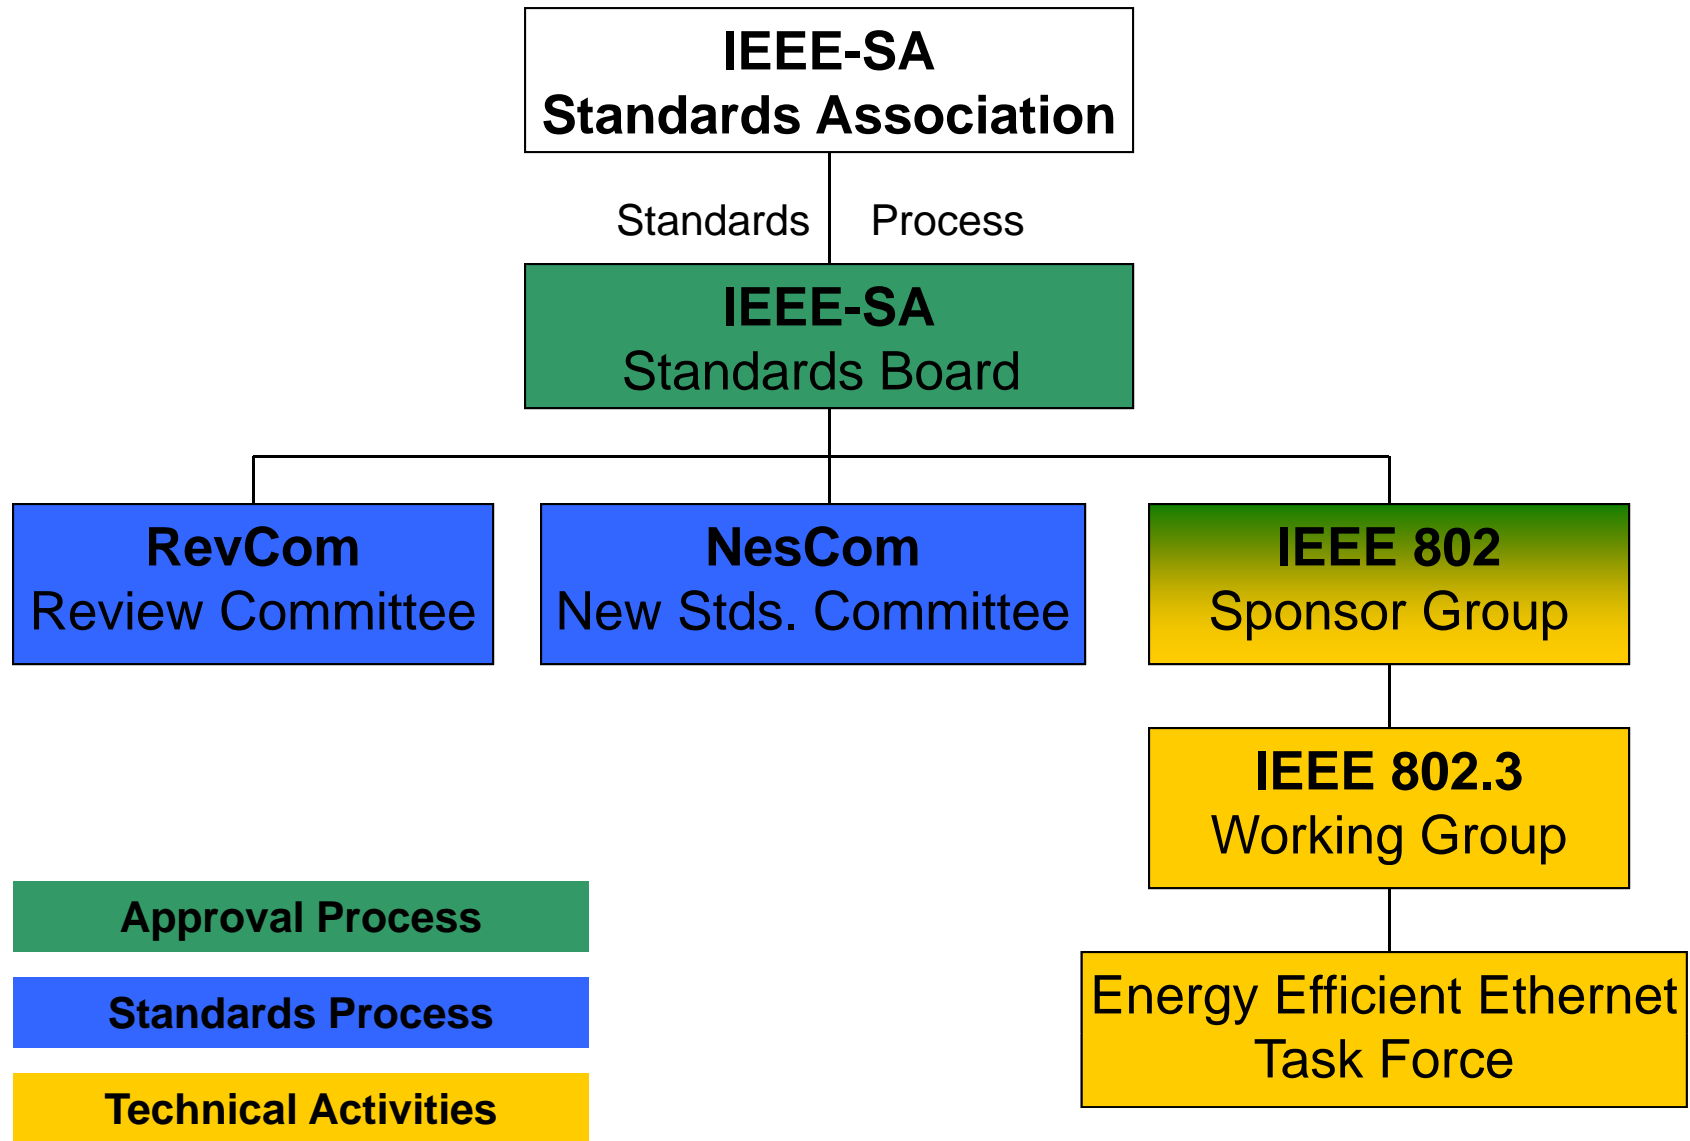 IEEE-SA
Standards Association
Standards Process
IEEE-SA
Standards Board
RevCom
Review Committee
NesCom
New Stds. Committee
IEEE 802
Sponsor Group
IEEE 802.3
Working Group
Energy Efficient Ethernet
Task Force
Approval Process
Standards Process
Technical Activities